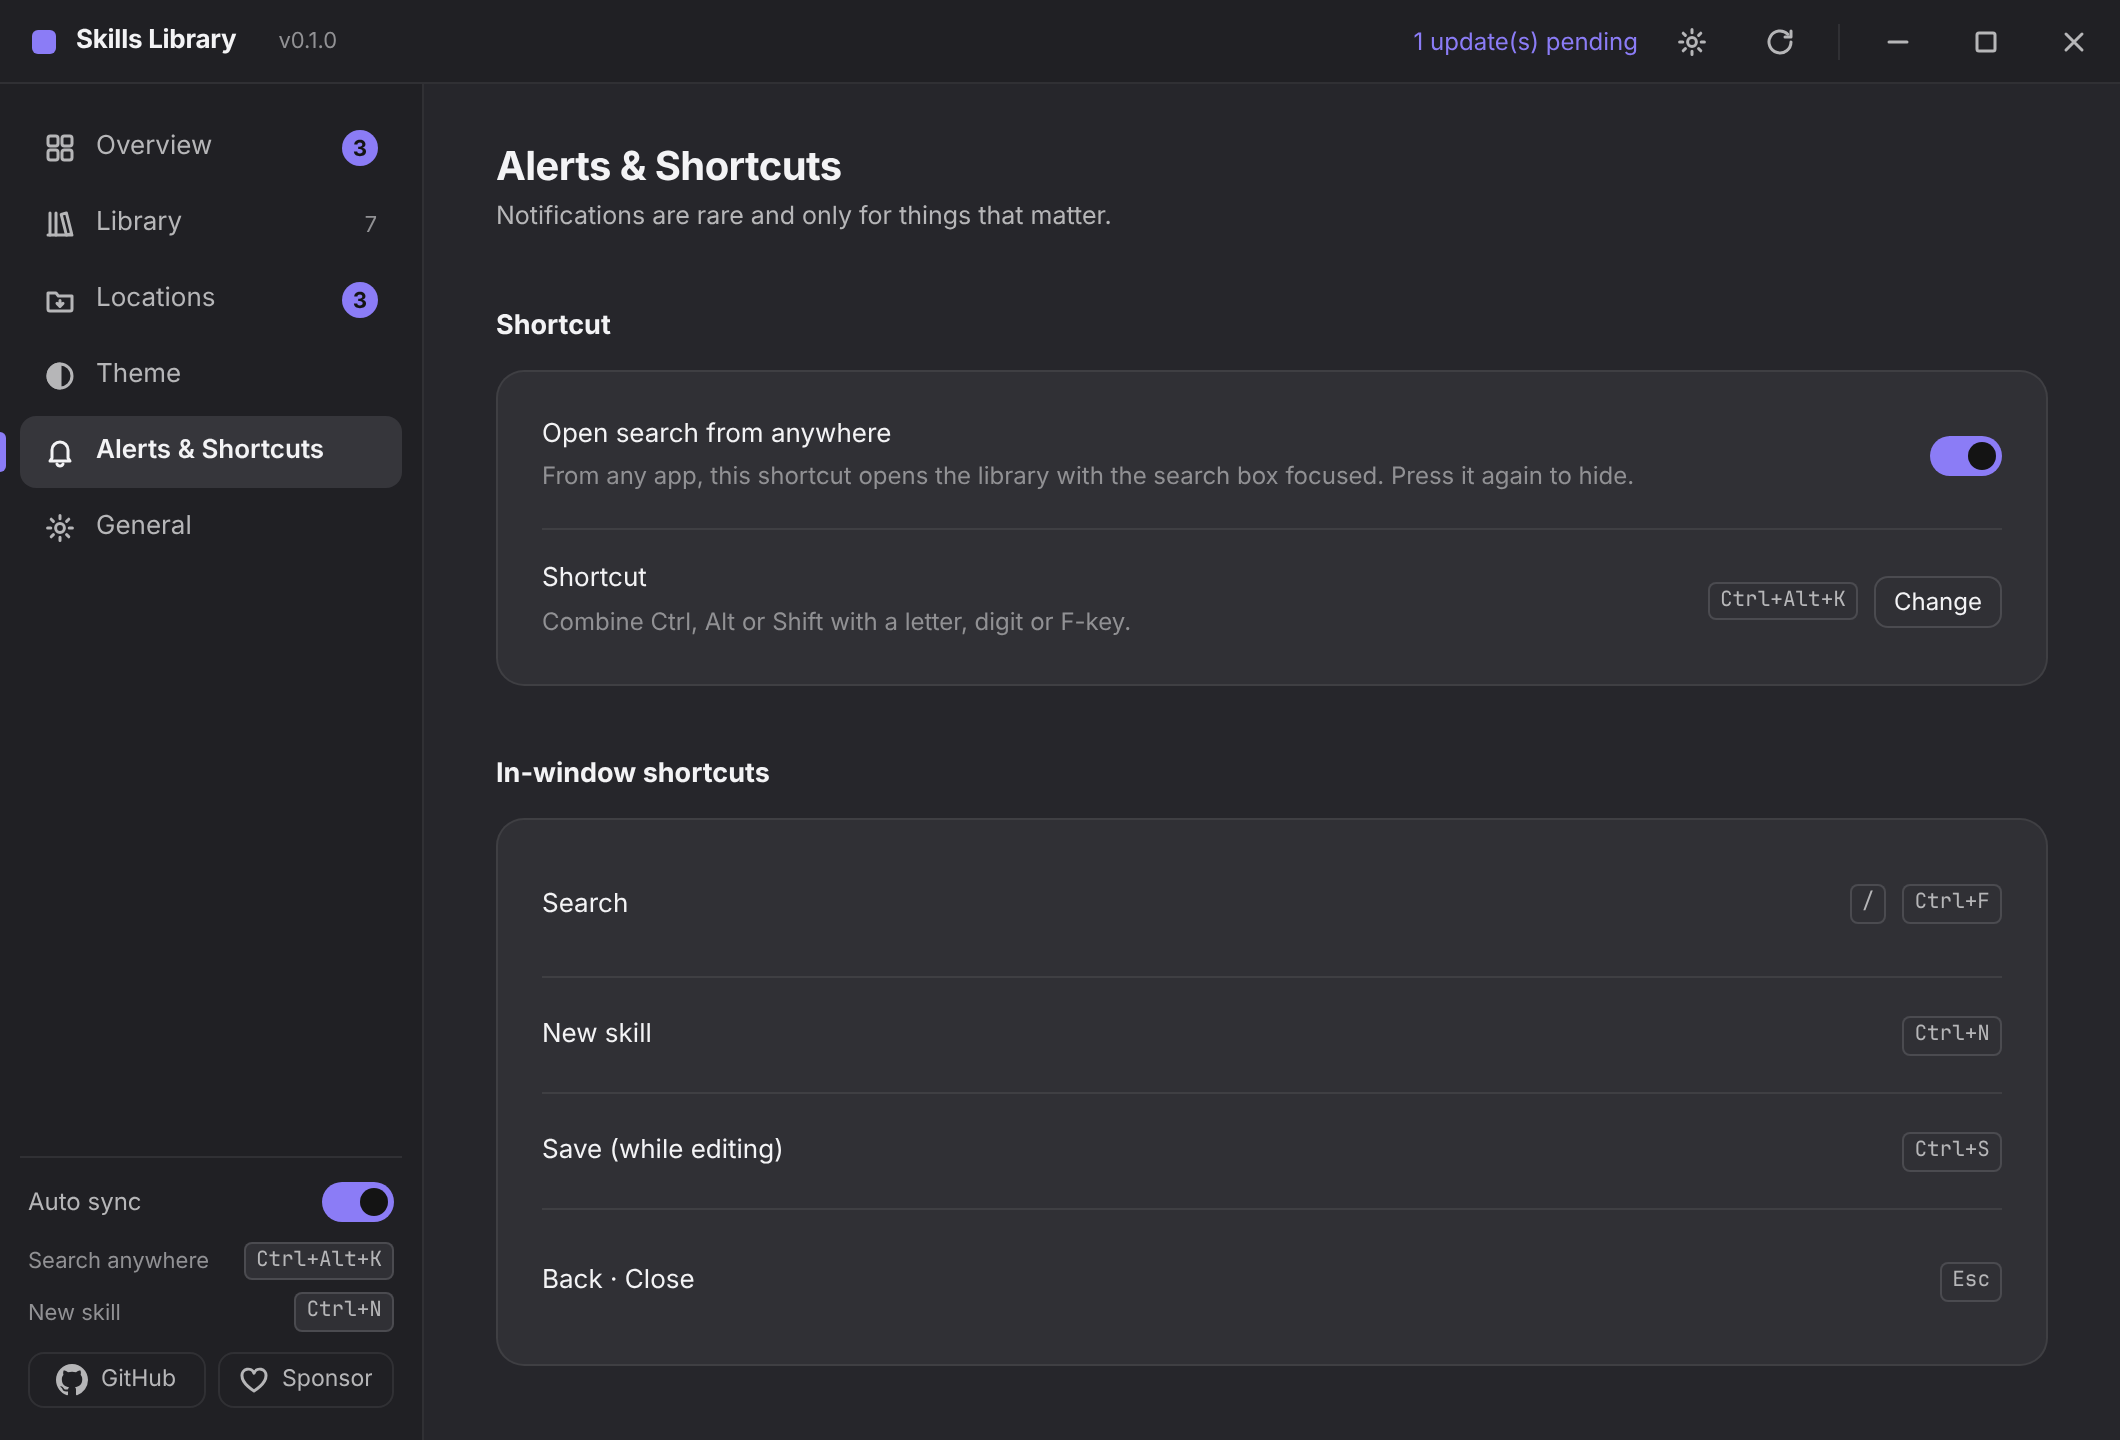 Skills Library v0.1.0
1 update(s) pending
Overview 3
Library 7
Locations 3
Theme
Alerts & Shortcuts
General
Auto sync
Search anywhere Ctrl+Alt+K
New skill Ctrl+N
GitHub Sponsor
Alerts & Shortcuts
Notifications are rare and only for things that matter.
Shortcut
Open search from anywhere
From any app, this shortcut opens the library with the search box focused. Press it again to hide.
Shortcut
Combine Ctrl, Alt or Shift with a letter, digit or F-key.
Ctrl+Alt+K Change
In-window shortcuts
Search / Ctrl+F
New skill Ctrl+N
Save (while editing) Ctrl+S
Back · Close Esc